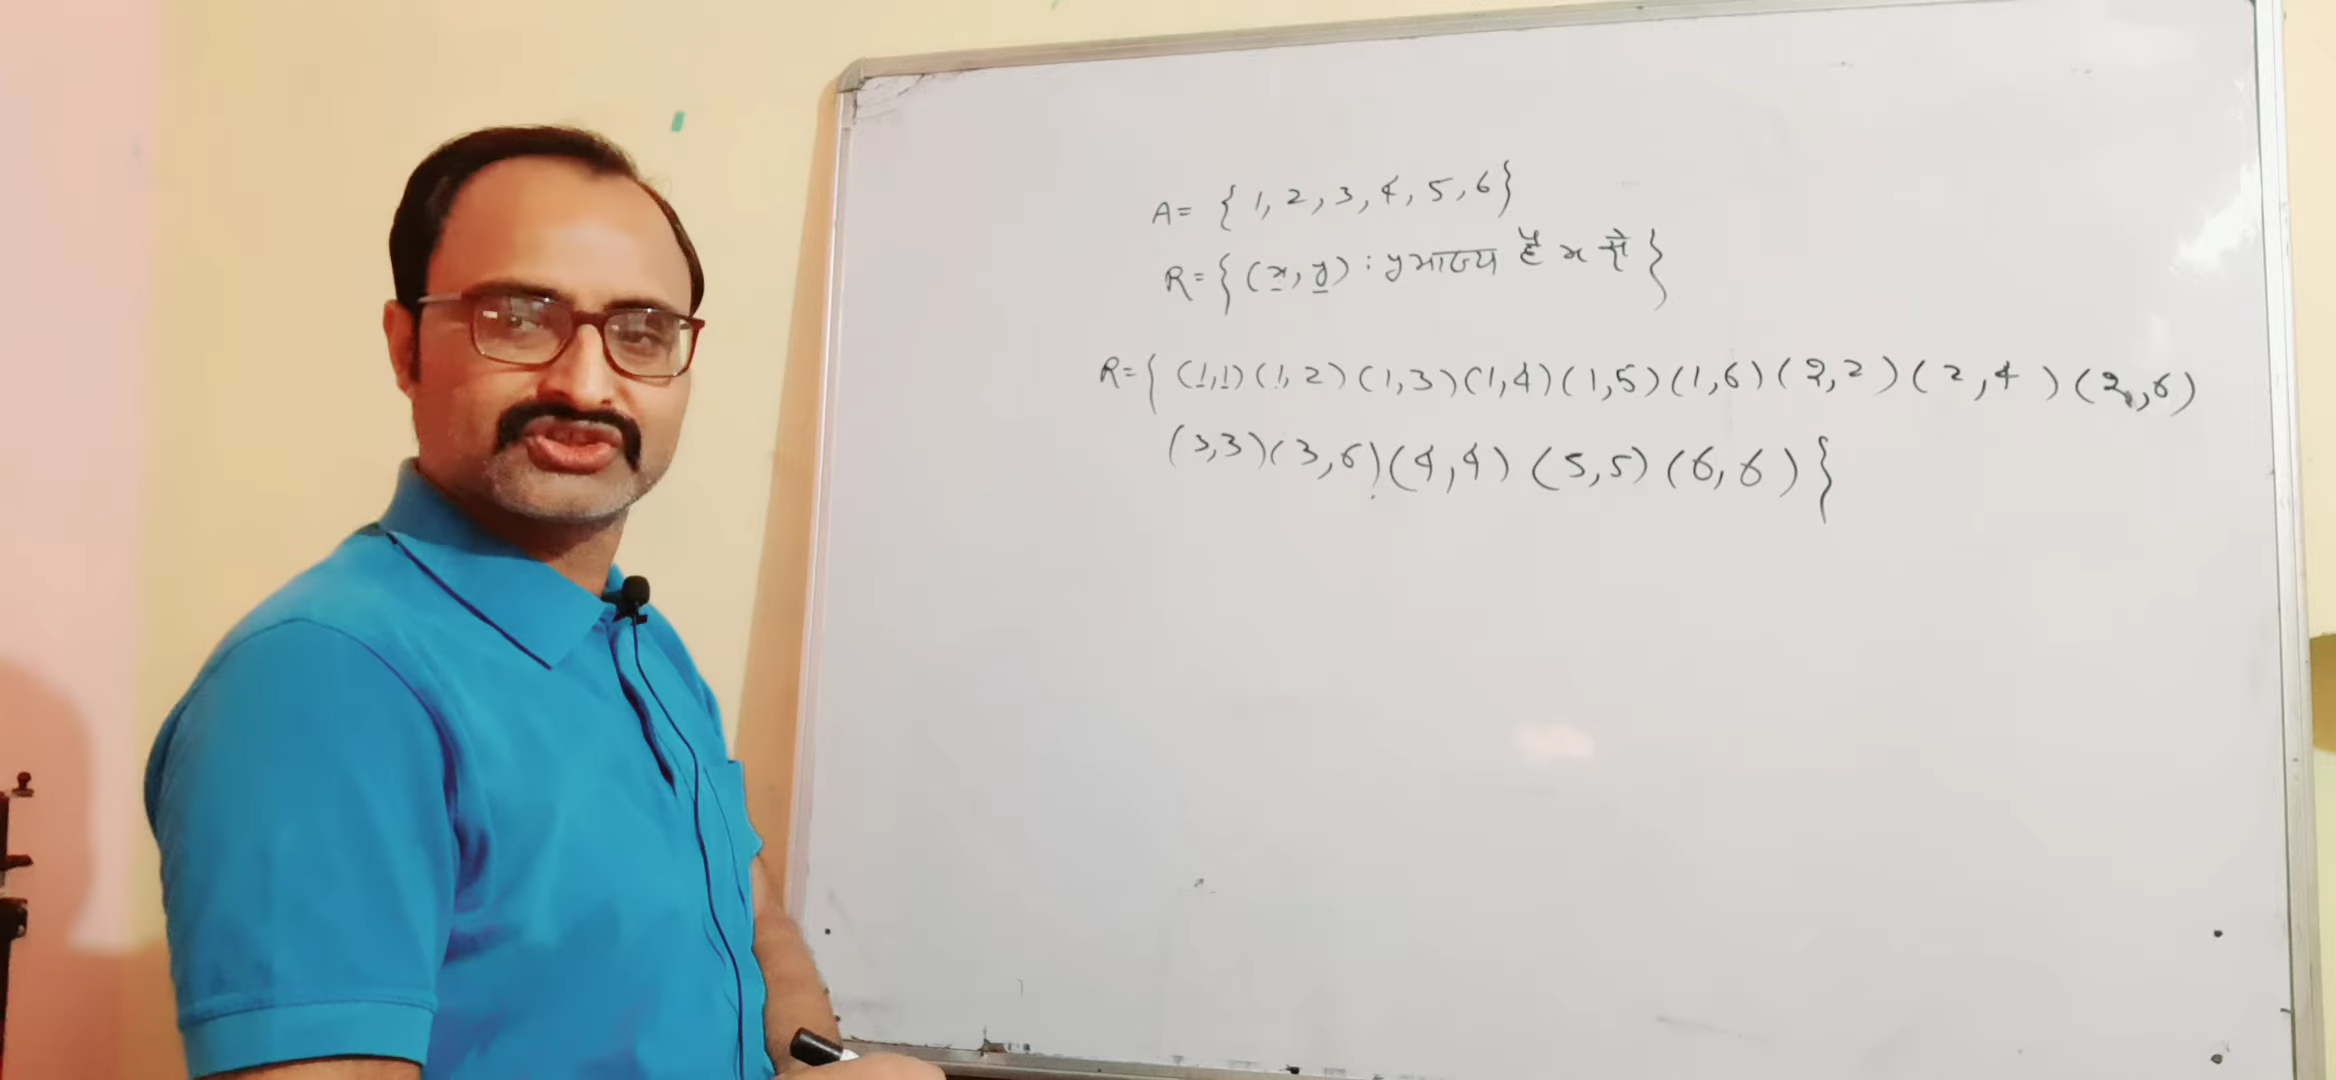 A = { 1, 2, 3, 4, 5, 6 }
R = { (x, y) : y भाज्य है x से }
R = { (1,1) (1, 2) (1, 3) (1, 4) (1, 5) (1, 6) (2, 2) (2, 4) (2, 6)
(3,3) (3, 6) (4, 4) (5, 5) (6, 6) }